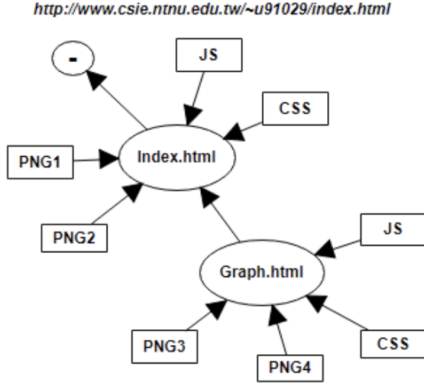 http://www.csie.ntnu.edu.tw/~u91029/index.html
-
JS
CSS
Index.html
PNG1
PNG2
JS
Graph.html
PNG3
CSS
PNG4